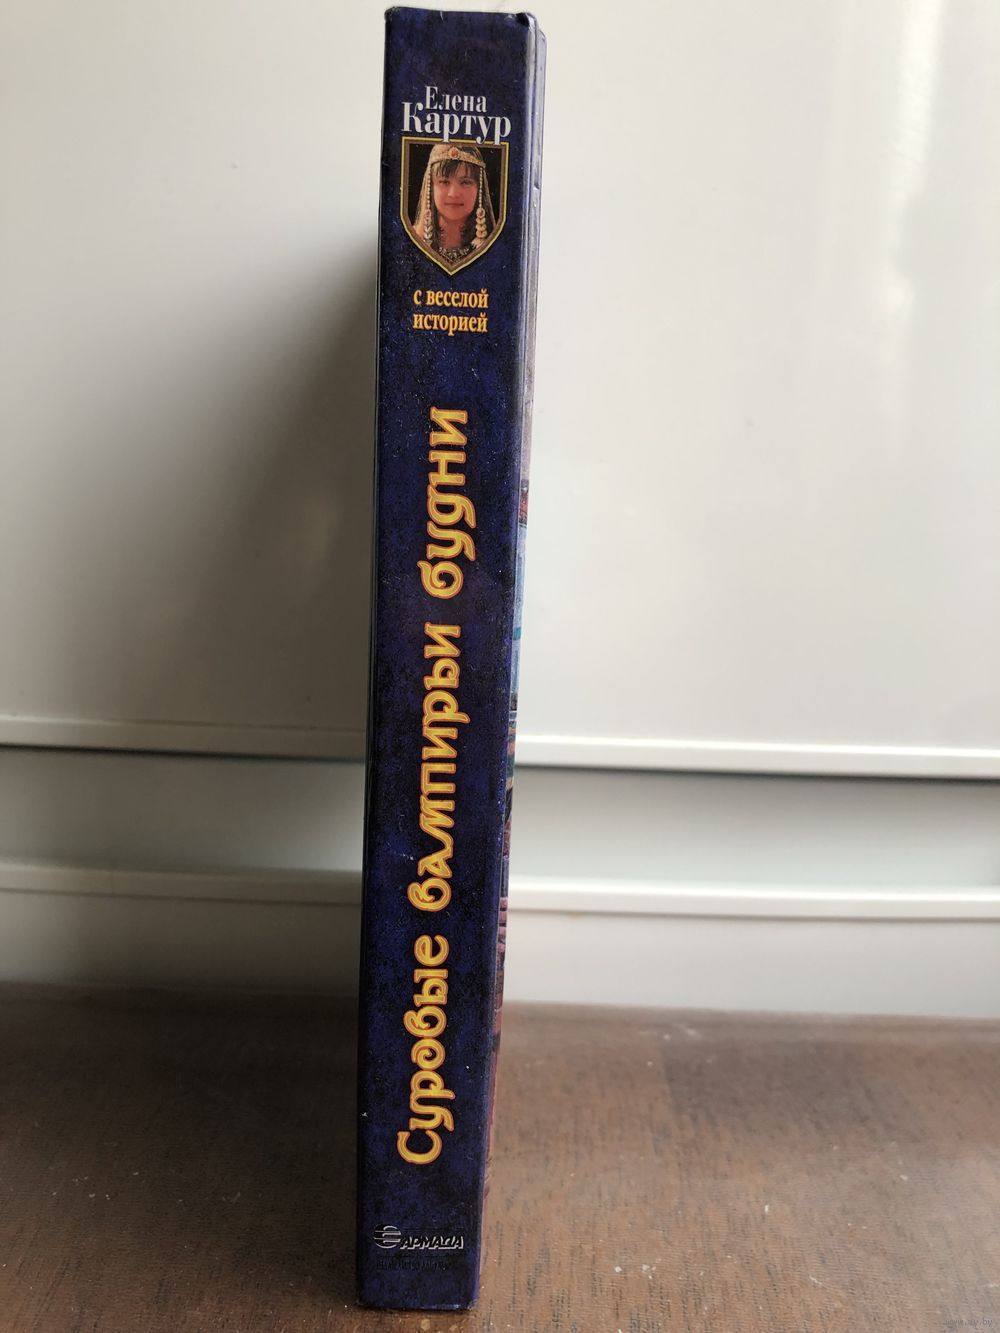 Елена
Картур
с веселой
историей
Суровые вампирьи будни
АРМАДА